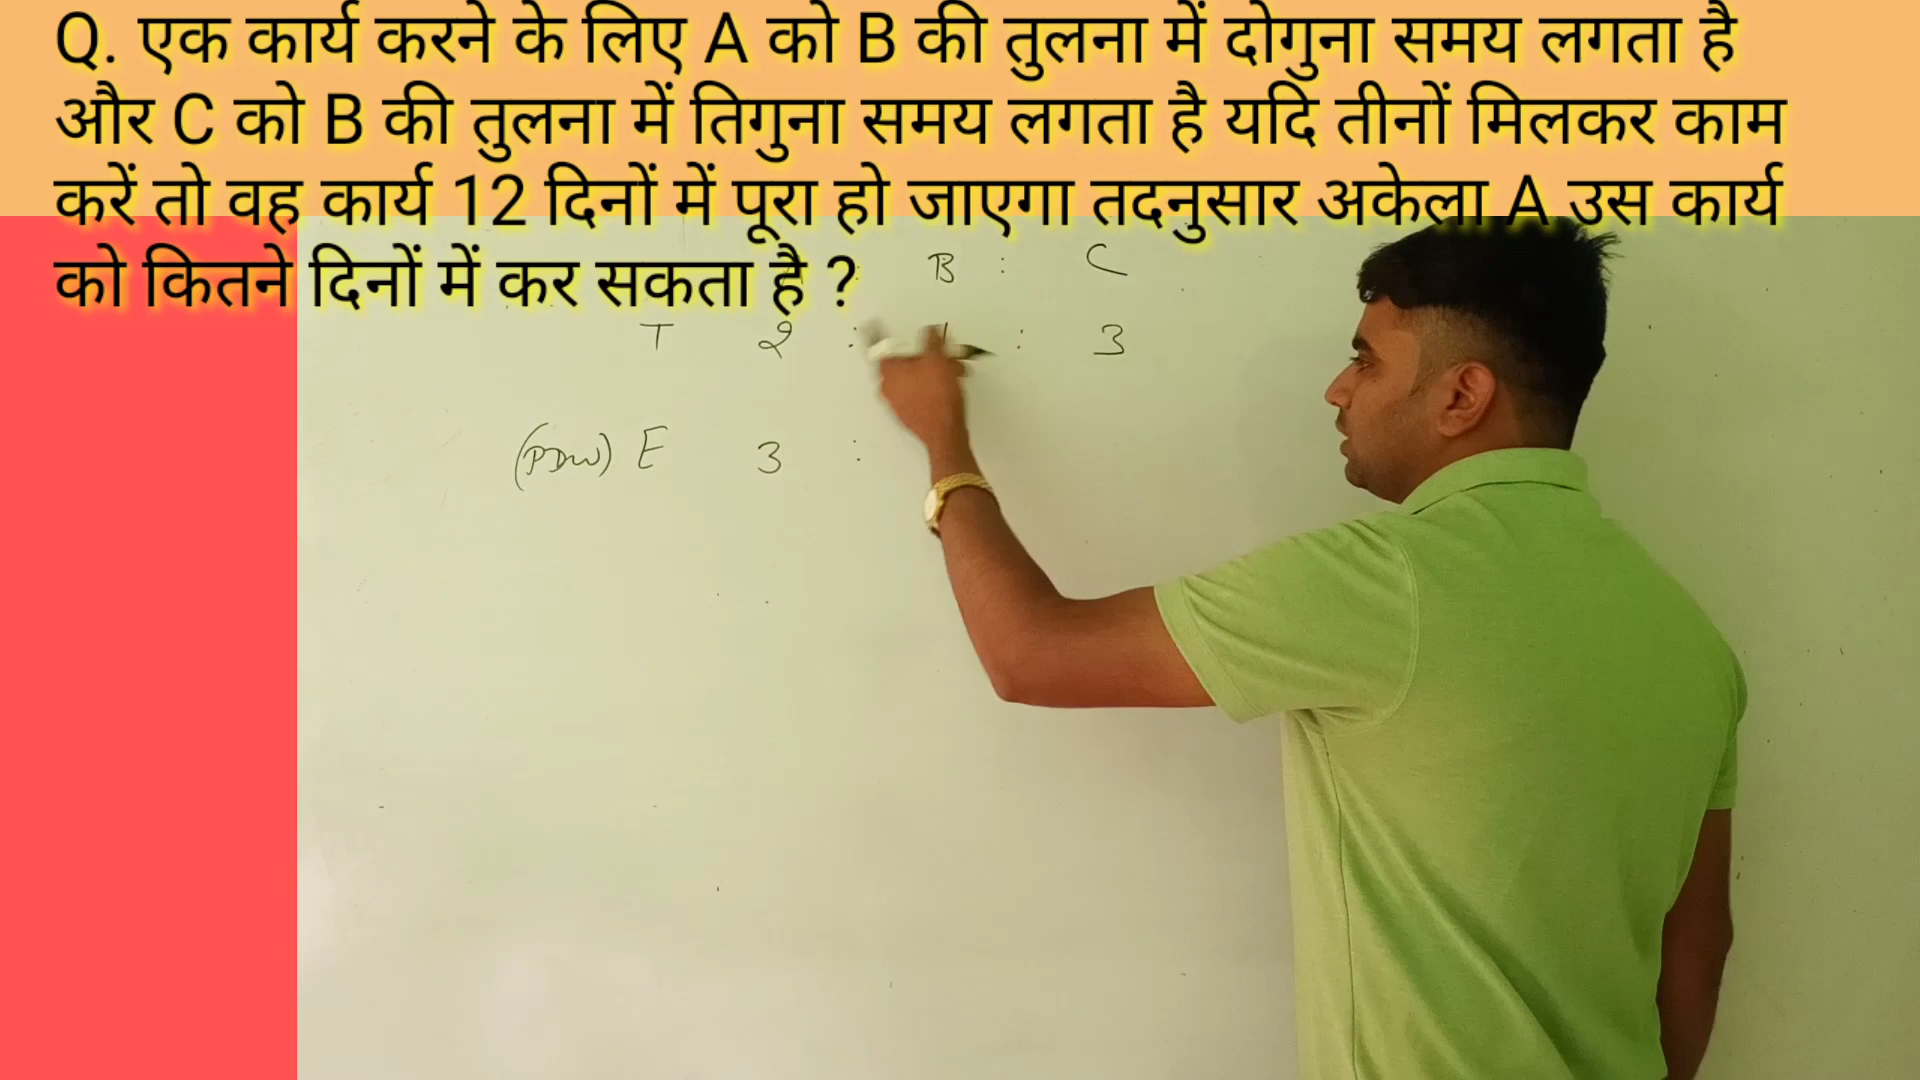 Q. एक कार्य करने के लिए A को B की तुलना में दोगुना समय लगता है
और C को B की तुलना में तिगुना समय लगता है यदि तीनों मिलकर काम
करें तो वह कार्य 12 दिनों में पूरा हो जाएगा तदनुसार अकेला A उस कार्य
को कितने दिनों में कर सकता है ?
B : C
T 2 : : 3
(PDW) E 3 :